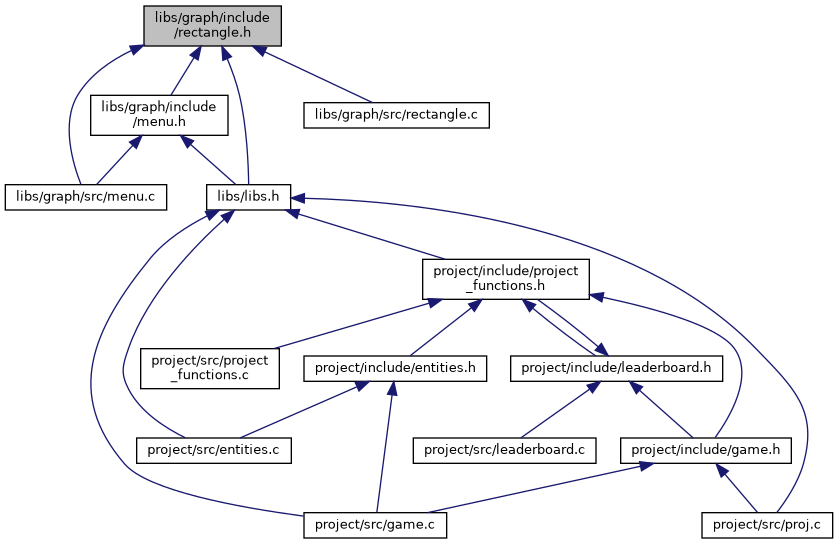 libs/graph/include
/rectangle.h
libs/graph/include
/menu.h
libs/graph/src/rectangle.c
libs/graph/src/menu.c
libs/libs.h
project/include/project
_functions.h
project/src/project
_functions.c
project/include/entities.h
project/include/leaderboard.h
project/src/entities.c
project/src/leaderboard.c
project/include/game.h
project/src/game.c
project/src/proj.c